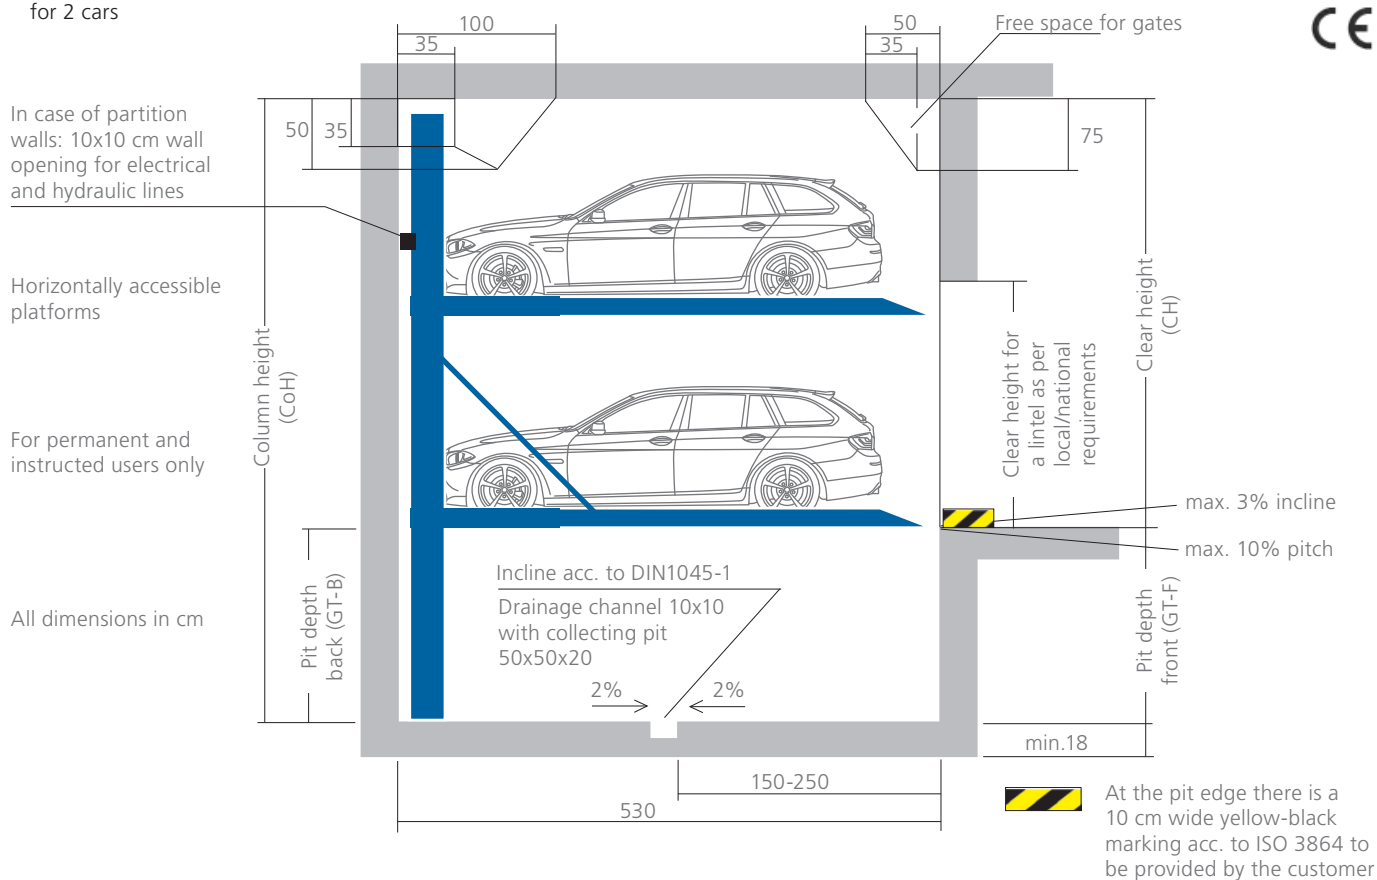 for 2 cars
100
35
50
35
Free space for gates
CE
In case of partition
walls: 10x10 cm wall
opening for electrical
and hydraulic lines
50
35
75
Horizontally accessible
platforms
Column height
(CoH)
Clear height for
a lintel as per
local/national
requirements
Clear height
(CH)
For permanent and
instructed users only
max. 3% incline
max. 10% pitch
All dimensions in cm
Pit depth
back (GT-B)
Incline acc. to DIN1045-1
Drainage channel 10x10
with collecting pit
50x50x20
2%
2%
Pit depth
front (GT-F)
min.18
150-250
530
At the pit edge there is a
10 cm wide yellow-black
marking acc. to ISO 3864 to
be provided by the customer